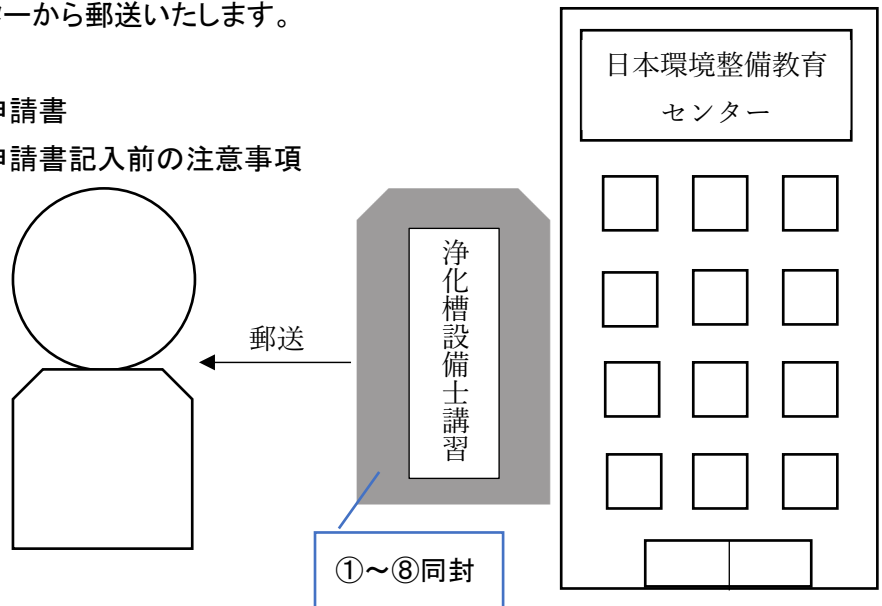 ターから郵送いたします。
申請書
申請書記入前の注意事項
日本環境整備教育
センター
浄化槽設備士講習
郵送
①～⑧同封